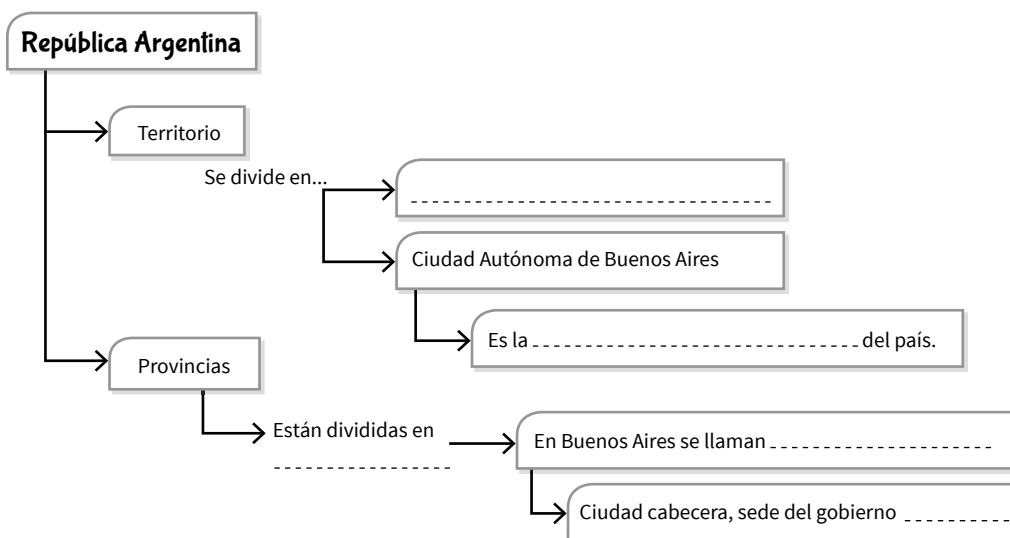 República Argentina
Territorio
Se divide en...
Ciudad Autónoma de Buenos Aires
Es la _ _ _ _ _ _ _ _ _ _ _ _ _ _ _ _ del país.
Provincias
Están divididas en
En Buenos Aires se llaman _ _ _ _ _ _ _ _ _ _ _ _
Ciudad cabecera, sede del gobierno _ _ _ _ _ _